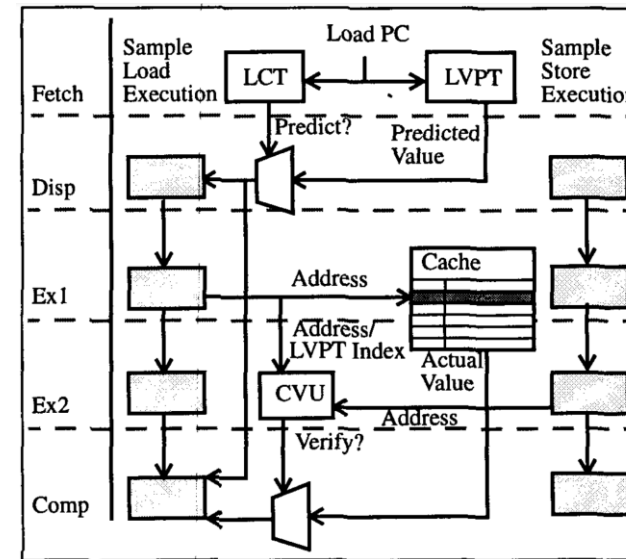 Load PC
Sample
Load
Execution
LCT
LVPT
Sample
Store
Execution
Fetch
Predict?
Predicted
Value
Disp
Cache
Address
Ex1
Address/
LVPT Index
Actual
Value
CVU
Ex2
Address
Verify?
Comp